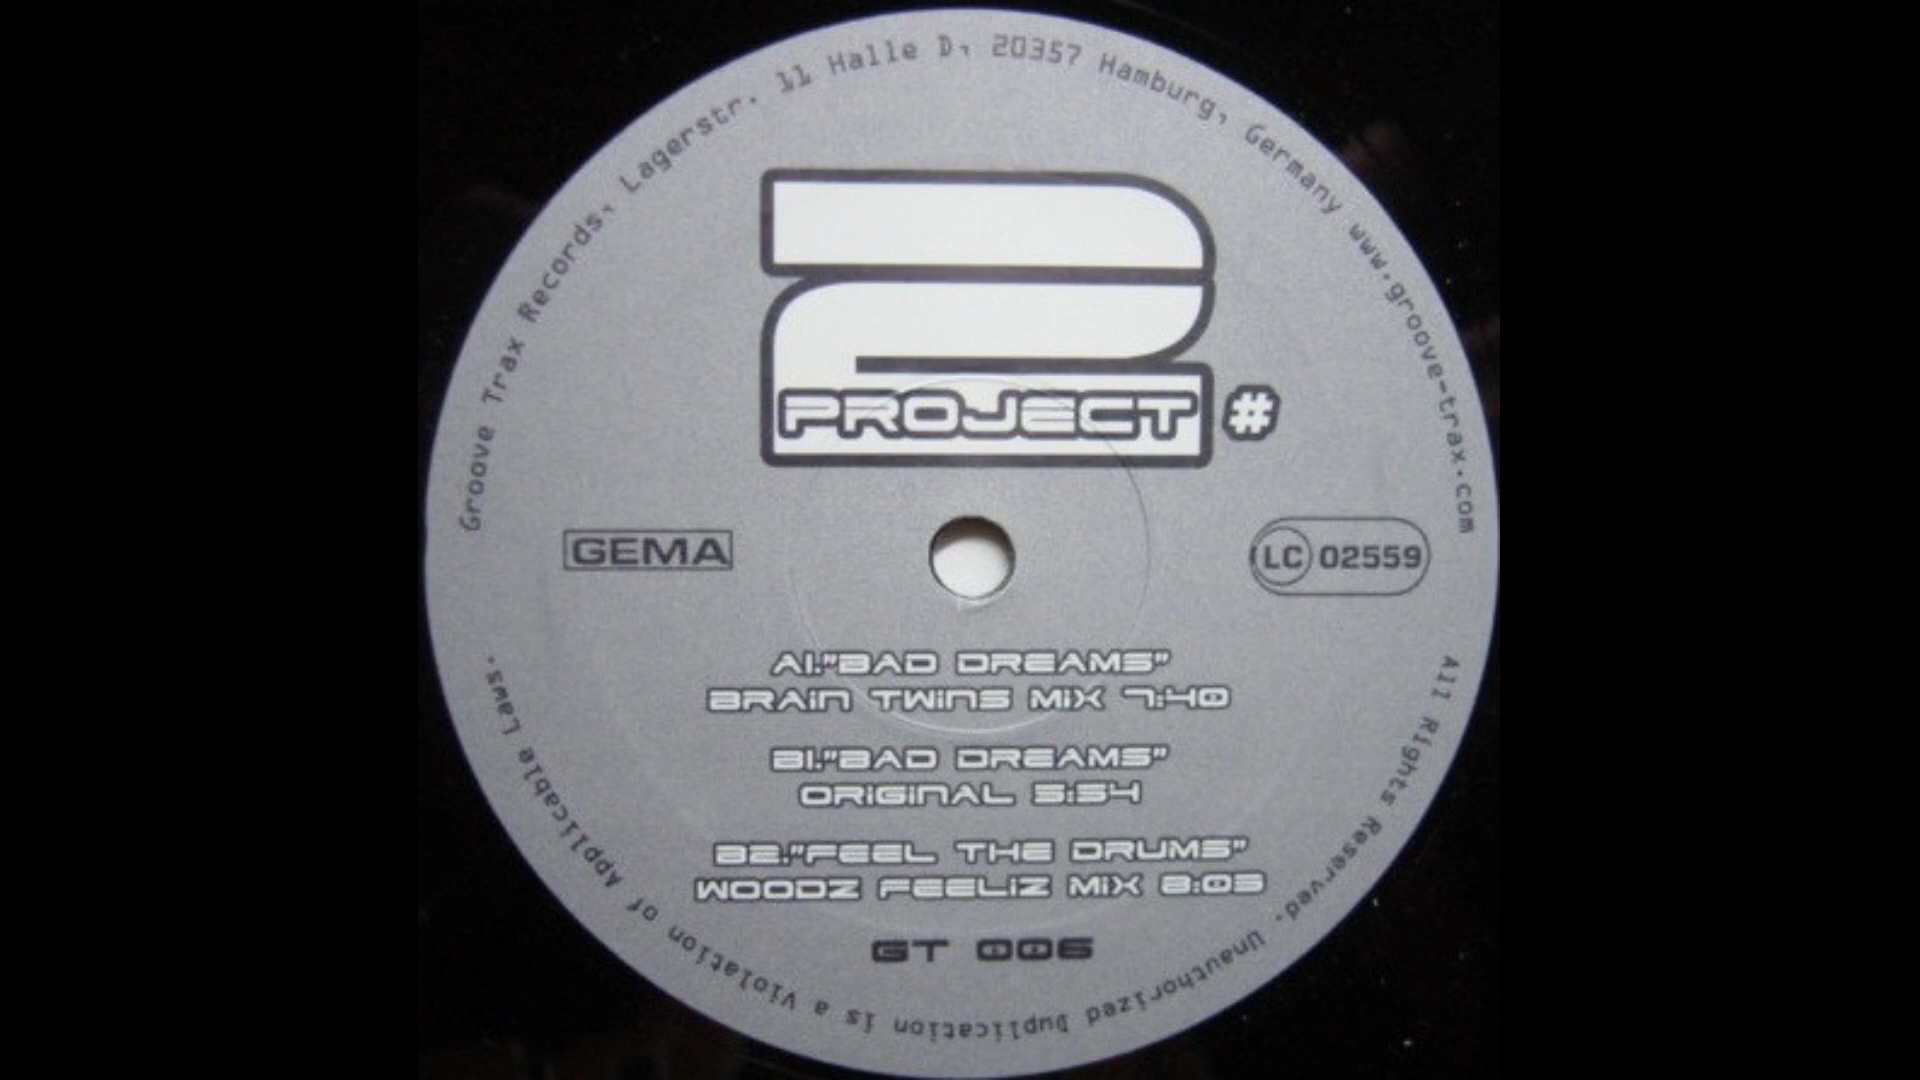 Groove Trax Records, Lagerstr. 11 Halle D, 20357 Hamburg, Germany www.groove-trax.com
2
PROJECT #
GEMA
LC 02559
A1."BAD DREAMS"
BRAIN TWINS MIX 7:40
B1."BAD DREAMS"
ORIGINAL 5:54
B2."FEEL THE DRUMS"
WOODZ FEELIZ MIX 8:03
GT 006
All Rights Reserved. Unauthorized Duplication is a Violation of Applicable Laws.